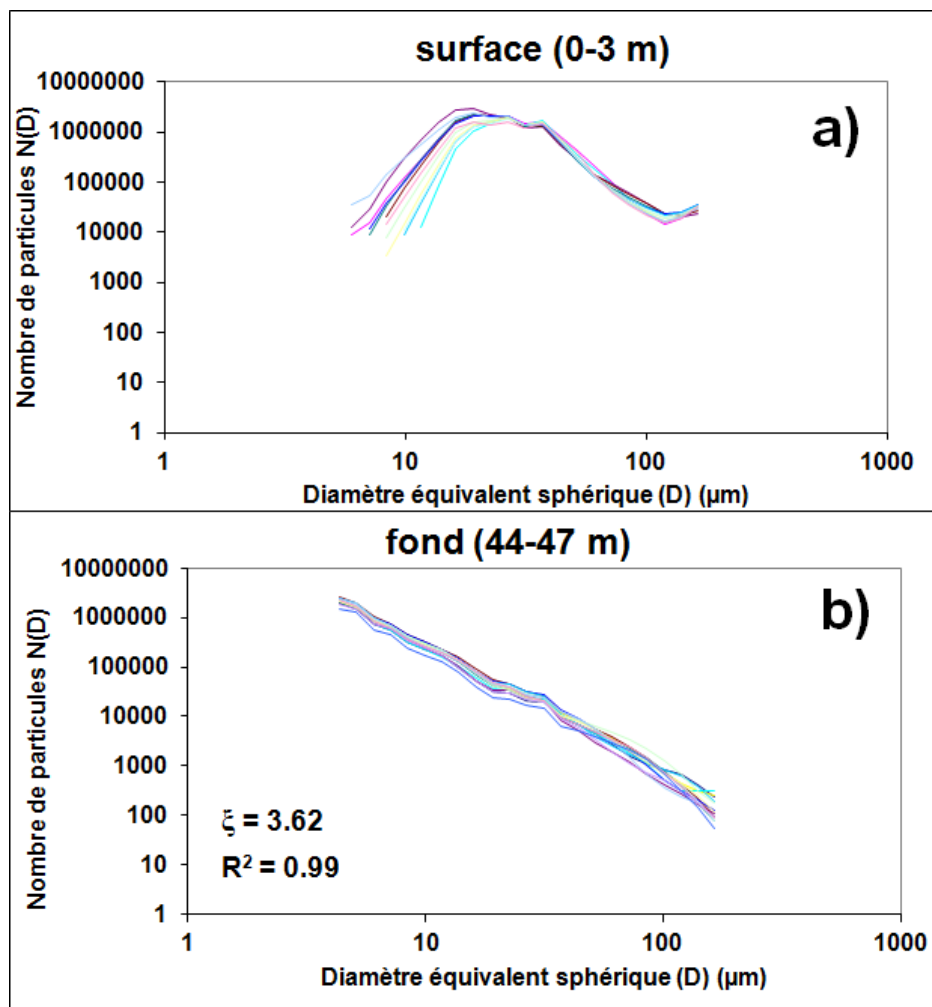 surface (0-3 m)
a)
Nombre de particules N(D)
10000000
1000000
100000
10000
1000
100
10
1
1 10 100 1000
Diamètre équivalent sphérique (D) (µm)
fond (44-47 m)
b)
Nombre de particules N(D)
10000000
1000000
100000
10000
1000
100
10
1
ξ = 3.62
R² = 0.99
1 10 100 1000
Diamètre équivalent sphérique (D) (µm)